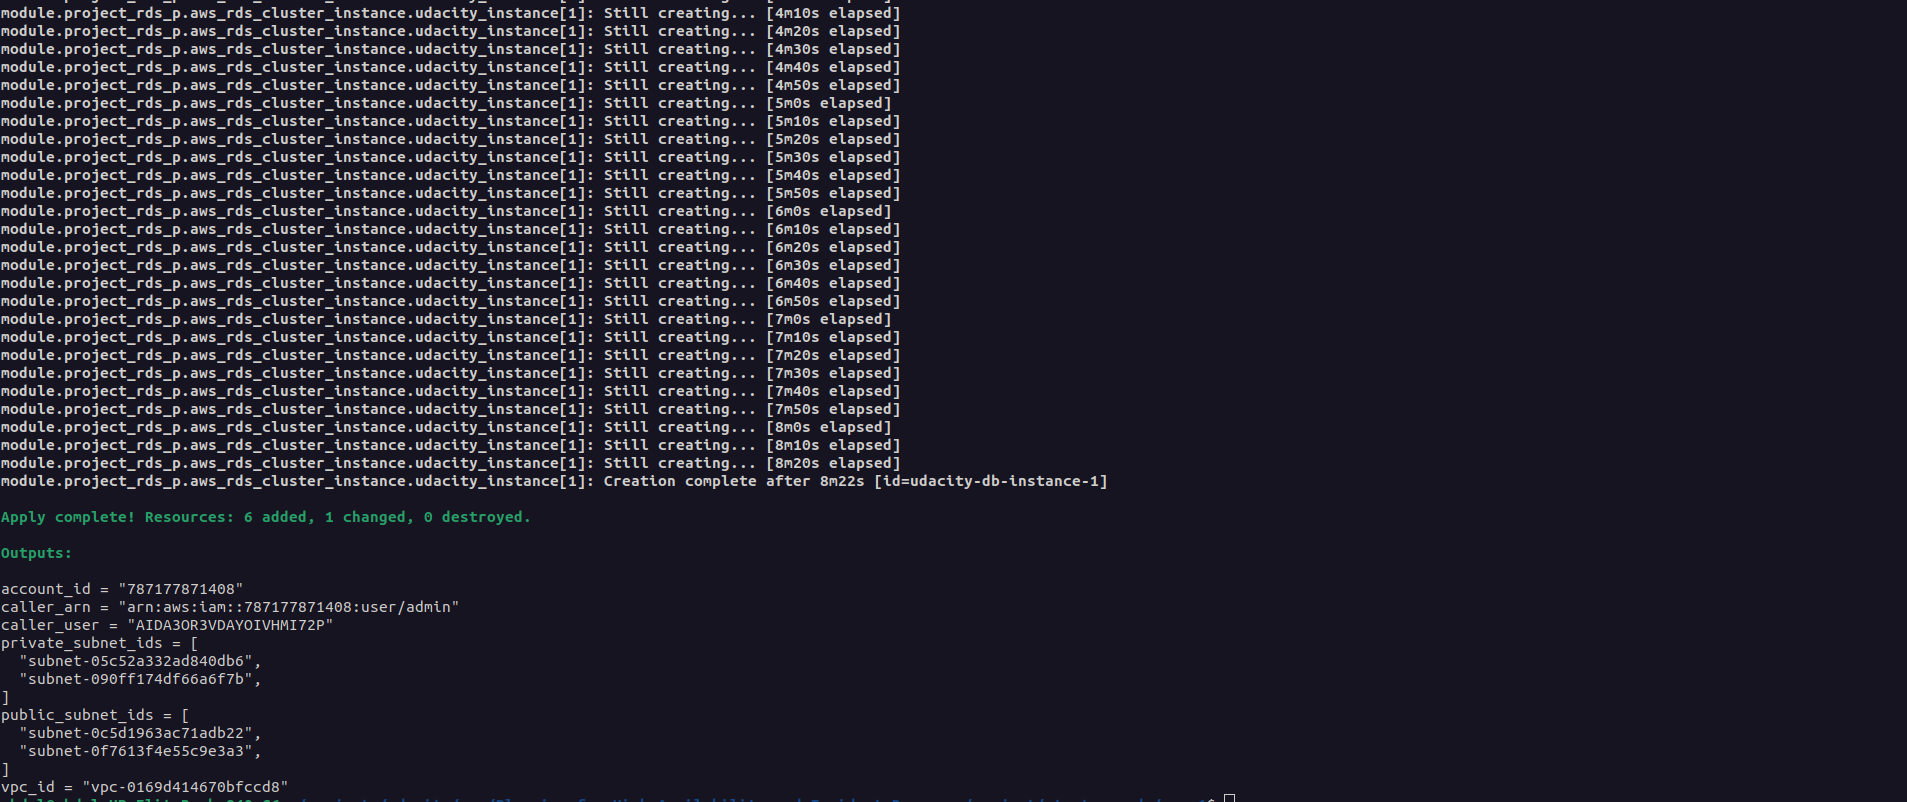 module.project_rds_p.aws_rds_cluster_instance.udacity_instance[1]: Still creating... [4m10s elapsed]
module.project_rds_p.aws_rds_cluster_instance.udacity_instance[1]: Still creating... [4m20s elapsed]
module.project_rds_p.aws_rds_cluster_instance.udacity_instance[1]: Still creating... [4m30s elapsed]
module.project_rds_p.aws_rds_cluster_instance.udacity_instance[1]: Still creating... [4m40s elapsed]
module.project_rds_p.aws_rds_cluster_instance.udacity_instance[1]: Still creating... [4m50s elapsed]
module.project_rds_p.aws_rds_cluster_instance.udacity_instance[1]: Still creating... [5m0s elapsed]
module.project_rds_p.aws_rds_cluster_instance.udacity_instance[1]: Still creating... [5m10s elapsed]
module.project_rds_p.aws_rds_cluster_instance.udacity_instance[1]: Still creating... [5m20s elapsed]
module.project_rds_p.aws_rds_cluster_instance.udacity_instance[1]: Still creating... [5m30s elapsed]
module.project_rds_p.aws_rds_cluster_instance.udacity_instance[1]: Still creating... [5m40s elapsed]
module.project_rds_p.aws_rds_cluster_instance.udacity_instance[1]: Still creating... [5m50s elapsed]
module.project_rds_p.aws_rds_cluster_instance.udacity_instance[1]: Still creating... [6m0s elapsed]
module.project_rds_p.aws_rds_cluster_instance.udacity_instance[1]: Still creating... [6m10s elapsed]
module.project_rds_p.aws_rds_cluster_instance.udacity_instance[1]: Still creating... [6m20s elapsed]
module.project_rds_p.aws_rds_cluster_instance.udacity_instance[1]: Still creating... [6m30s elapsed]
module.project_rds_p.aws_rds_cluster_instance.udacity_instance[1]: Still creating... [6m40s elapsed]
module.project_rds_p.aws_rds_cluster_instance.udacity_instance[1]: Still creating... [6m50s elapsed]
module.project_rds_p.aws_rds_cluster_instance.udacity_instance[1]: Still creating... [7m0s elapsed]
module.project_rds_p.aws_rds_cluster_instance.udacity_instance[1]: Still creating... [7m10s elapsed]
module.project_rds_p.aws_rds_cluster_instance.udacity_instance[1]: Still creating... [7m20s elapsed]
module.project_rds_p.aws_rds_cluster_instance.udacity_instance[1]: Still creating... [7m30s elapsed]
module.project_rds_p.aws_rds_cluster_instance.udacity_instance[1]: Still creating... [7m40s elapsed]
module.project_rds_p.aws_rds_cluster_instance.udacity_instance[1]: Still creating... [7m50s elapsed]
module.project_rds_p.aws_rds_cluster_instance.udacity_instance[1]: Still creating... [8m0s elapsed]
module.project_rds_p.aws_rds_cluster_instance.udacity_instance[1]: Still creating... [8m10s elapsed]
module.project_rds_p.aws_rds_cluster_instance.udacity_instance[1]: Still creating... [8m20s elapsed]
module.project_rds_p.aws_rds_cluster_instance.udacity_instance[1]: Creation complete after 8m22s [id=udacity-db-instance-1]
Apply complete! Resources: 6 added, 1 changed, 0 destroyed.
Outputs:
account_id = "787177871408"
caller_arn = "arn:aws:iam::787177871408:user/admin"
caller_user = "AIDA3OR3VDAYOIVHMI72P"
private_subnet_ids = [
  "subnet-05c52a332ad840db6",
  "subnet-090ff174df66a6f7b",
]
public_subnet_ids = [
  "subnet-0c5d1963ac71adb22",
  "subnet-0f7613f4e55c9e3a3",
]
vpc_id = "vpc-0169d414670bfccd8"